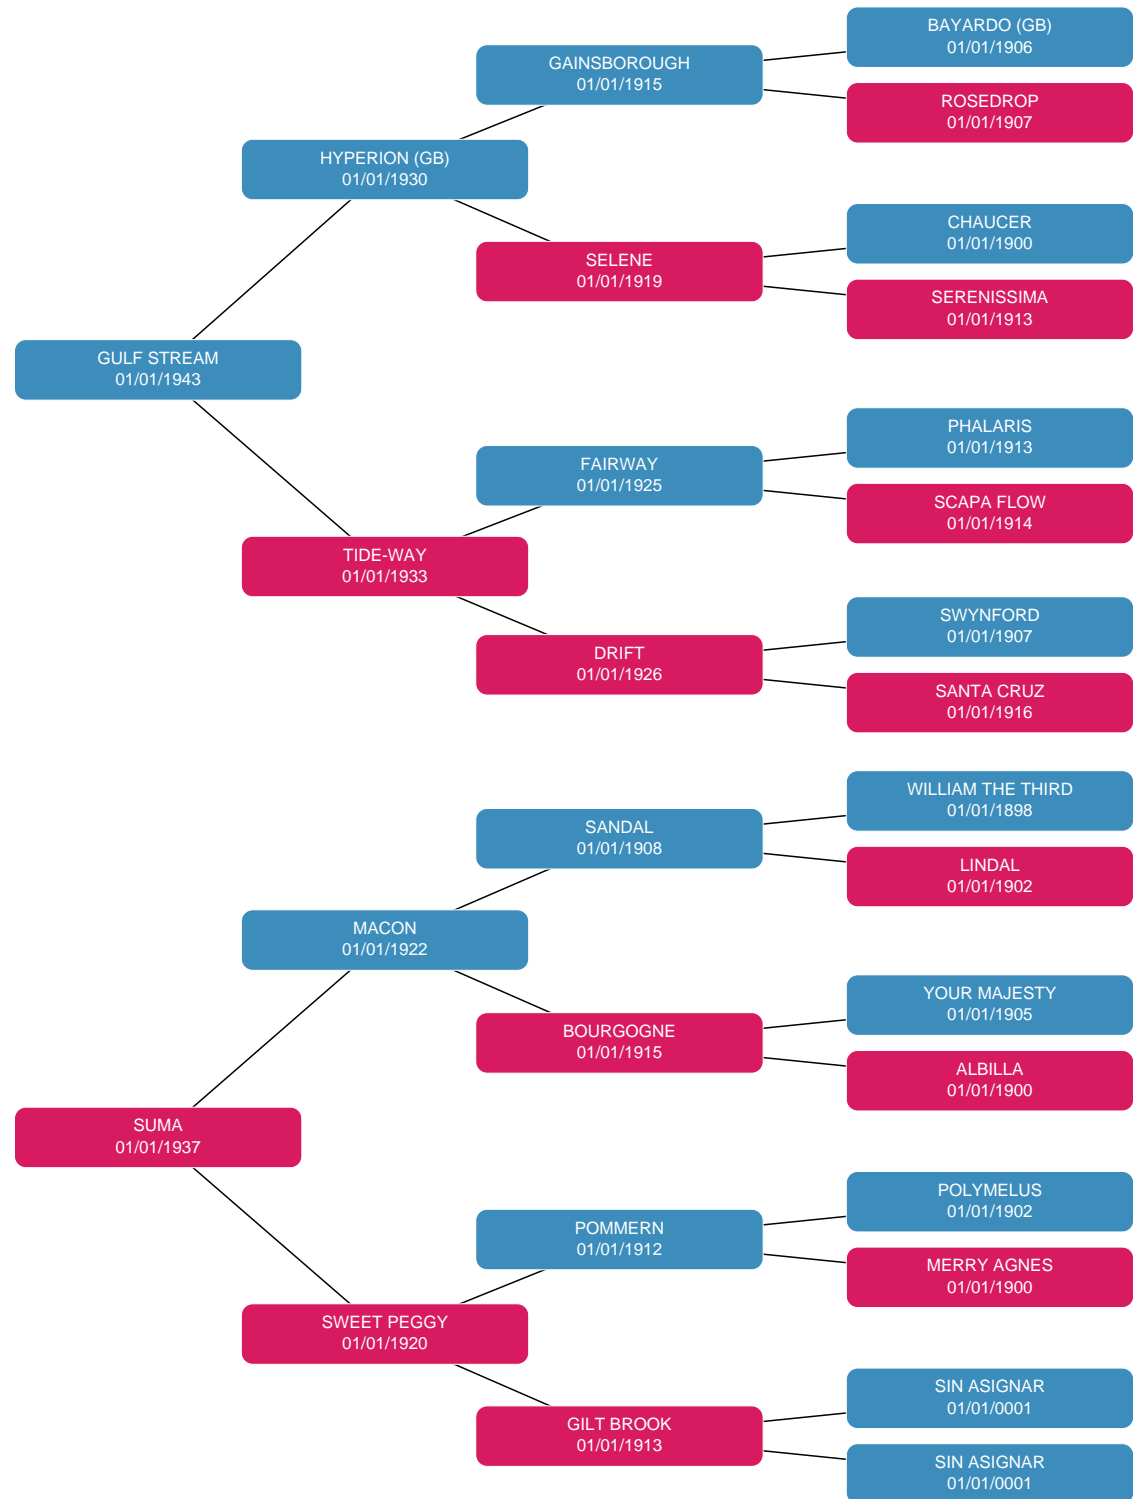 BAYARDO (GB)
01/01/1906
GAINSBOROUGH
01/01/1915
ROSEDROP
01/01/1907
HYPERION (GB)
01/01/1930
CHAUCER
01/01/1900
SELENE
01/01/1919
SERENISSIMA
01/01/1913
GULF STREAM
01/01/1943
PHALARIS
01/01/1913
FAIRWAY
01/01/1925
SCAPA FLOW
01/01/1914
TIDE-WAY
01/01/1933
SWYNFORD
01/01/1907
DRIFT
01/01/1926
SANTA CRUZ
01/01/1916
WILLIAM THE THIRD
01/01/1898
SANDAL
01/01/1908
LINDAL
01/01/1902
MACON
01/01/1922
YOUR MAJESTY
01/01/1905
BOURGOGNE
01/01/1915
ALBILLA
01/01/1900
SUMA
01/01/1937
POLYMELUS
01/01/1902
POMMERN
01/01/1912
MERRY AGNES
01/01/1900
SWEET PEGGY
01/01/1920
SIN ASIGNAR
01/01/0001
GILT BROOK
01/01/1913
SIN ASIGNAR
01/01/0001